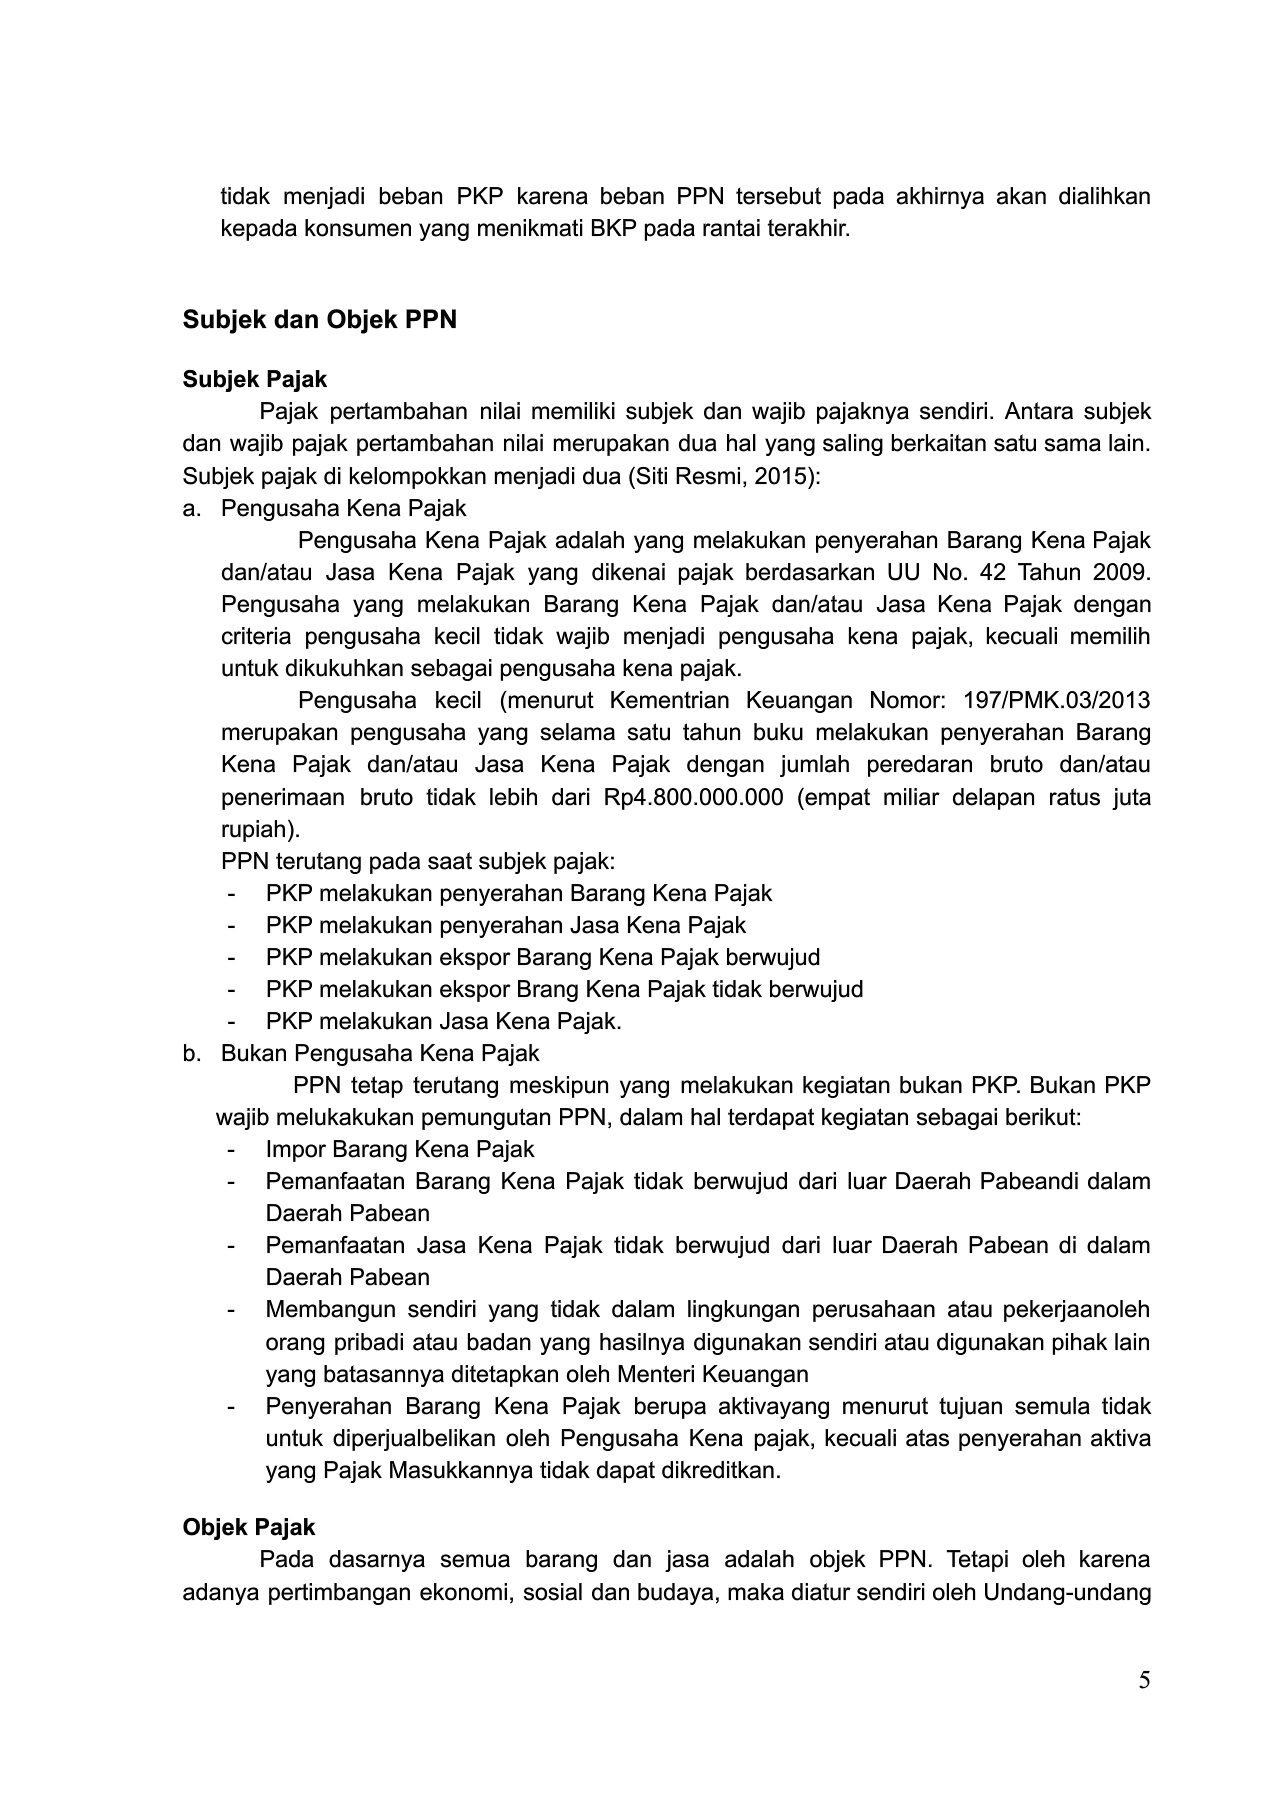 tidak menjadi beban PKP karena beban PPN tersebut pada akhirnya akan dialihkan
kepada konsumen yang menikmati BKP pada rantai terakhir.
Subjek dan Objek PPN
Subjek Pajak
Pajak pertambahan nilai memiliki subjek dan wajib pajaknya sendiri. Antara subjek
dan wajib pajak pertambahan nilai merupakan dua hal yang saling berkaitan satu sama lain.
Subjek pajak di kelompokkan menjadi dua (Siti Resmi, 2015):
a. Pengusaha Kena Pajak
Pengusaha Kena Pajak adalah yang melakukan penyerahan Barang Kena Pajak
dan/atau Jasa Kena Pajak yang dikenai pajak berdasarkan UU No. 42 Tahun 2009.
Pengusaha yang melakukan Barang Kena Pajak dan/atau Jasa Kena Pajak dengan
criteria pengusaha kecil tidak wajib menjadi pengusaha kena pajak, kecuali memilih
untuk dikukuhkan sebagai pengusaha kena pajak.
Pengusaha kecil (menurut Kementrian Keuangan Nomor: 197/PMK.03/2013
merupakan pengusaha yang selama satu tahun buku melakukan penyerahan Barang
Kena Pajak dan/atau Jasa Kena Pajak dengan jumlah peredaran bruto dan/atau
penerimaan bruto tidak lebih dari Rp4.800.000.000 (empat miliar delapan ratus juta
rupiah).
PPN terutang pada saat subjek pajak:
- PKP melakukan penyerahan Barang Kena Pajak
- PKP melakukan penyerahan Jasa Kena Pajak
- PKP melakukan ekspor Barang Kena Pajak berwujud
- PKP melakukan ekspor Brang Kena Pajak tidak berwujud
- PKP melakukan Jasa Kena Pajak.
b. Bukan Pengusaha Kena Pajak
PPN tetap terutang meskipun yang melakukan kegiatan bukan PKP. Bukan PKP
wajib melukakukan pemungutan PPN, dalam hal terdapat kegiatan sebagai berikut:
- Impor Barang Kena Pajak
- Pemanfaatan Barang Kena Pajak tidak berwujud dari luar Daerah Pabeandi dalam
Daerah Pabean
- Pemanfaatan Jasa Kena Pajak tidak berwujud dari luar Daerah Pabean di dalam
Daerah Pabean
- Membangun sendiri yang tidak dalam lingkungan perusahaan atau pekerjaanoleh
orang pribadi atau badan yang hasilnya digunakan sendiri atau digunakan pihak lain
yang batasannya ditetapkan oleh Menteri Keuangan
- Penyerahan Barang Kena Pajak berupa aktivayang menurut tujuan semula tidak
untuk diperjualbelikan oleh Pengusaha Kena pajak, kecuali atas penyerahan aktiva
yang Pajak Masukkannya tidak dapat dikreditkan.
Objek Pajak
Pada dasarnya semua barang dan jasa adalah objek PPN. Tetapi oleh karena
adanya pertimbangan ekonomi, sosial dan budaya, maka diatur sendiri oleh Undang-undang
5